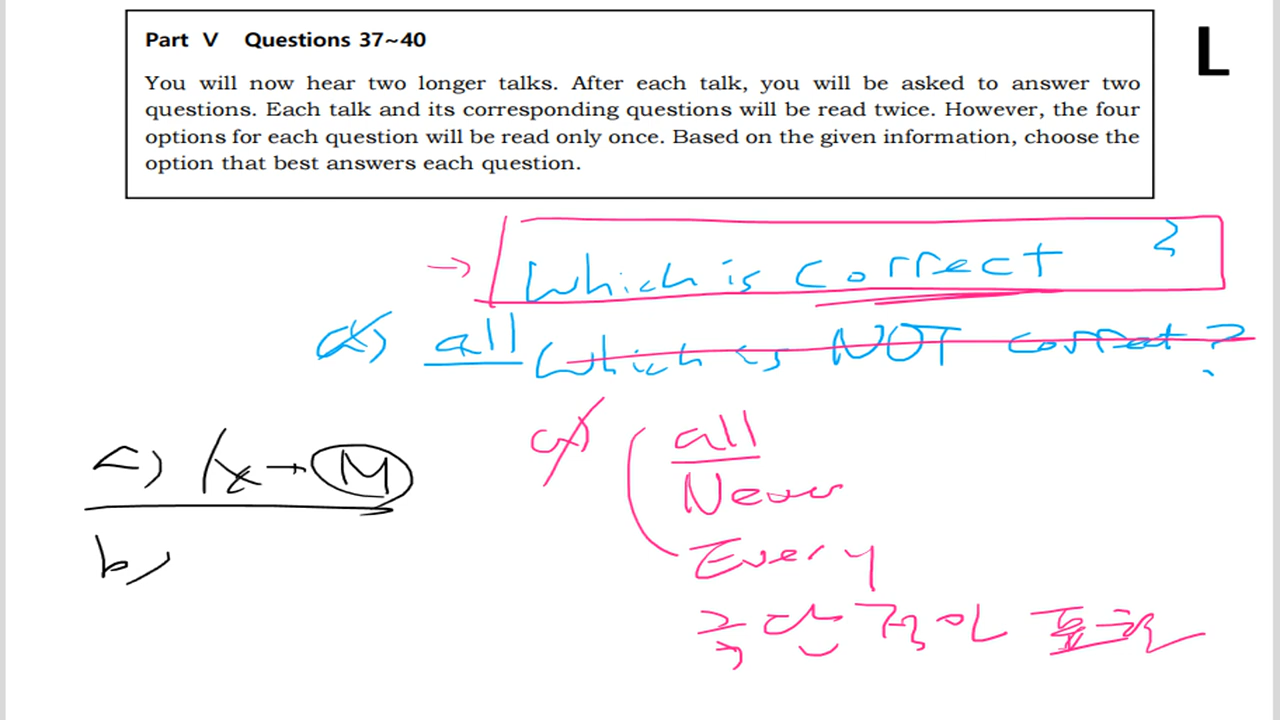 Part V Questions 37~40
L
You will now hear two longer talks. After each talk, you will be asked to answer two
questions. Each talk and its corresponding questions will be read twice. However, the four
options for each question will be read only once. Based on the given information, choose the
option that best answers each question.
→ Which is correct ?
a) all Which is NOT correct?
all
Never
Every
극단적인 표현
c) → M
b)